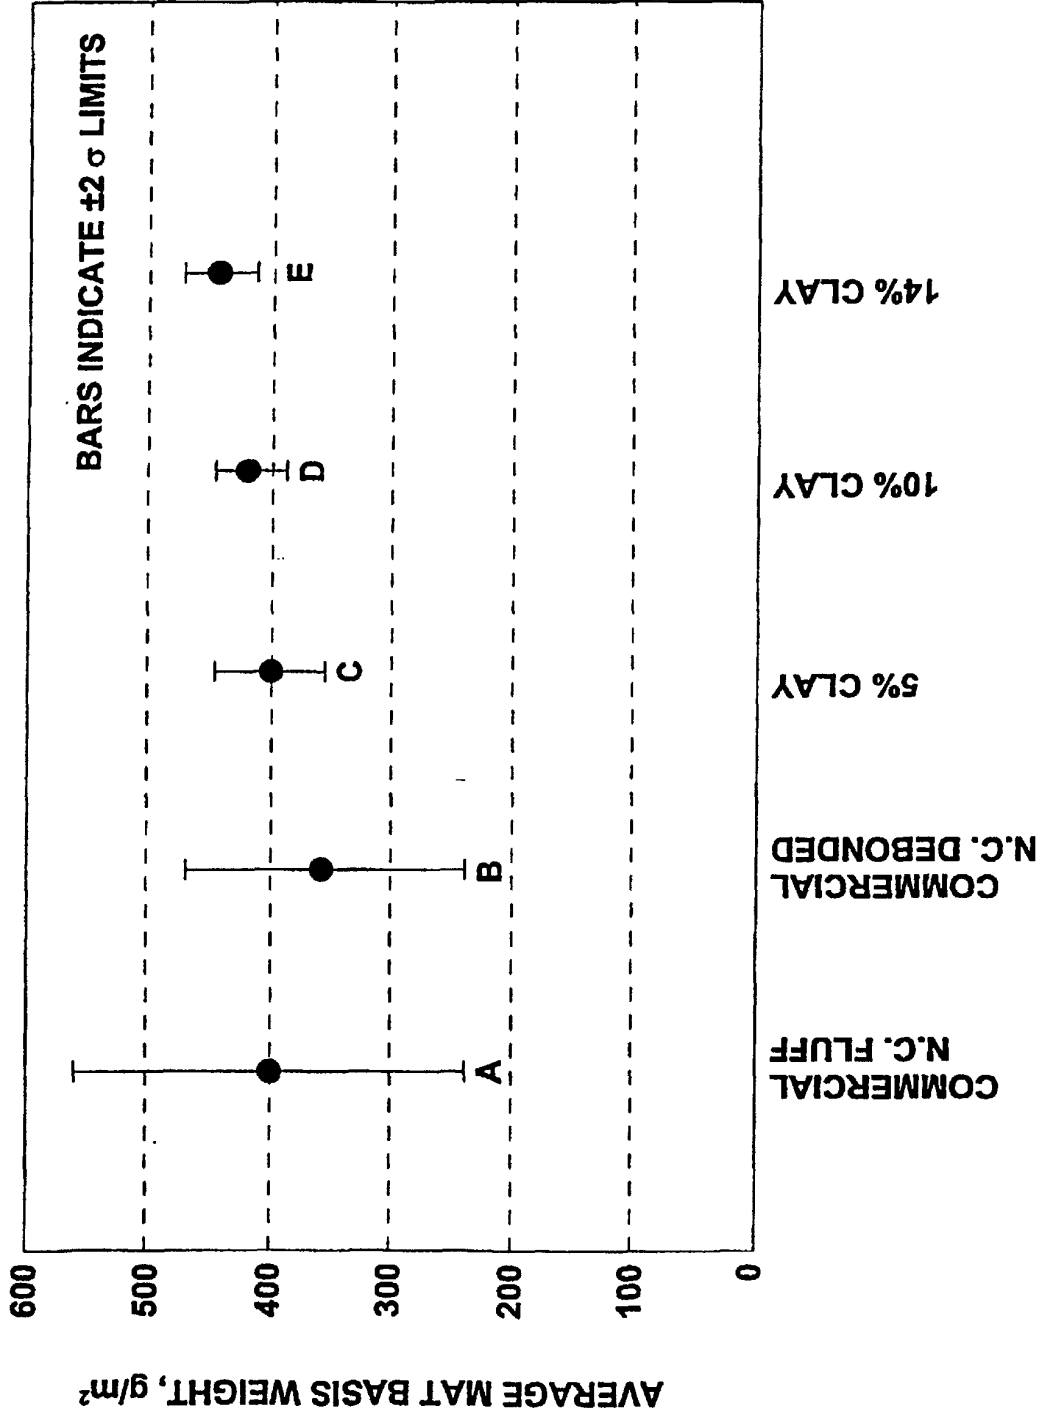 BARS INDICATE ±2 σ LIMITS
AVERAGE MAT BASIS WEIGHT, g/m²
600
500
400
300
200
100
0
A
B
C
D
E
COMMERCIAL
N.C. FLUFF
COMMERCIAL
N.C. DEBONDED
5% CLAY
10% CLAY
14% CLAY